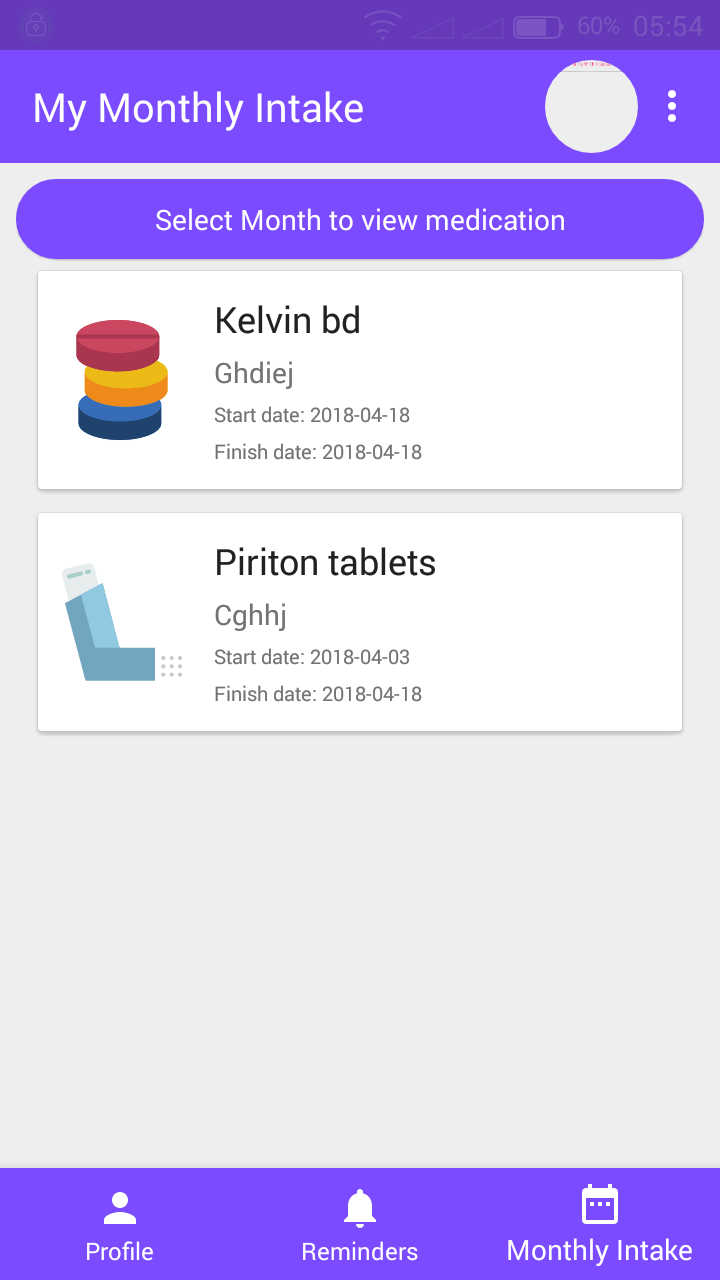 60% 05:54
My Monthly Intake
Select Month to view medication
Kelvin bd
Ghdiej
Start date: 2018-04-18
Finish date: 2018-04-18
Piriton tablets
Cghhj
Start date: 2018-04-03
Finish date: 2018-04-18
Profile
Reminders
Monthly Intake